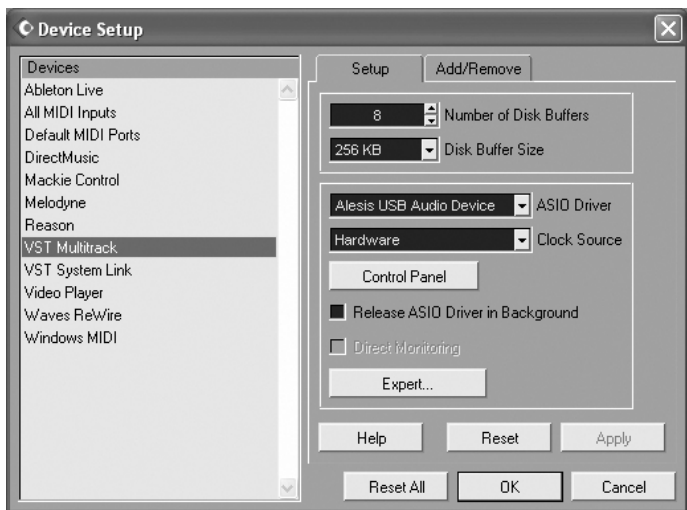 Device Setup
Devices
Ableton Live
All MIDI Inputs
Default MIDI Ports
DirectMusic
Mackie Control
Melodyne
Reason
VST Multitrack
VST System Link
Video Player
Waves ReWire
Windows MIDI
Setup
Add/Remove
8 Number of Disk Buffers
256 KB Disk Buffer Size
Alesis USB Audio Device ASIO Driver
Hardware Clock Source
Control Panel
Release ASIO Driver in Background
Direct Monitoring
Expert...
Help
Reset
Apply
Reset All
OK
Cancel